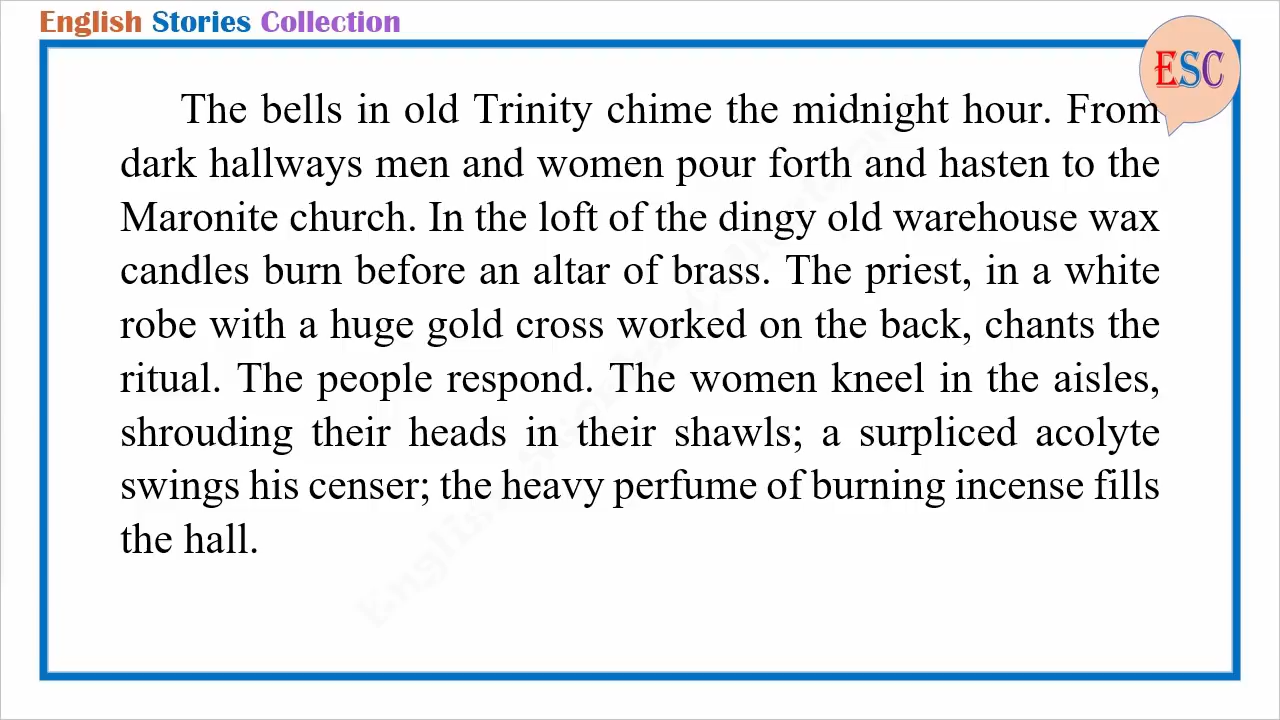 English Stories Collection
ESC
The bells in old Trinity chime the midnight hour. From
dark hallways men and women pour forth and hasten to the
Maronite church. In the loft of the dingy old warehouse wax
candles burn before an altar of brass. The priest, in a white
robe with a huge gold cross worked on the back, chants the
ritual. The people respond. The women kneel in the aisles,
shrouding their heads in their shawls; a surpliced acolyte
swings his censer; the heavy perfume of burning incense fills
the hall.